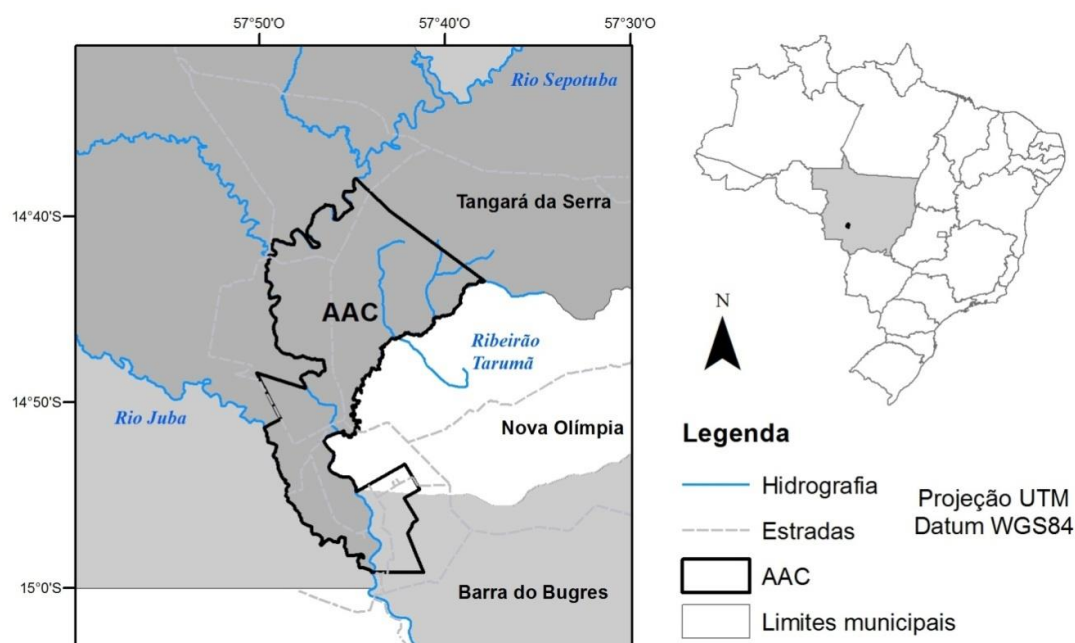 57°50'O
57°40'O
57°30'O
Rio Sepotuba
14°40'S
Tangará da Serra
AAC
Ribeirão
Tarumã
14°50'S
Rio Juba
Nova Olímpia
15°0'S
Barra do Bugres
N
Legenda
Hidrografia
Estradas
AAC
Limites municipais
Projeção UTM
Datum WGS84